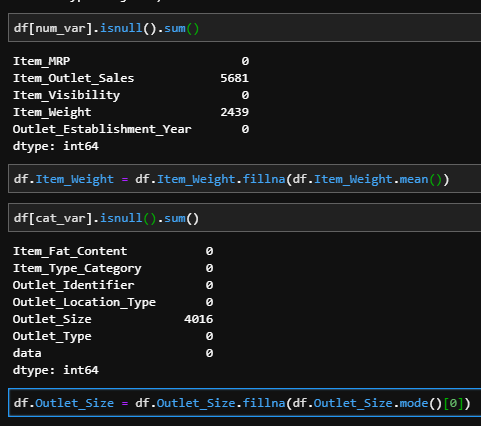 df[num_var].isnull().sum()
Item_MRP 0
Item_Outlet_Sales 5681
Item_Visibility 0
Item_Weight 2439
Outlet_Establishment_Year 0
dtype: int64
df.Item_Weight = df.Item_Weight.fillna(df.Item_Weight.mean())
df[cat_var].isnull().sum()
Item_Fat_Content 0
Item_Type_Category 0
Outlet_Identifier 0
Outlet_Location_Type 0
Outlet_Size 4016
Outlet_Type 0
data 0
dtype: int64
df.Outlet_Size = df.Outlet_Size.fillna(df.Outlet_Size.mode()[0])